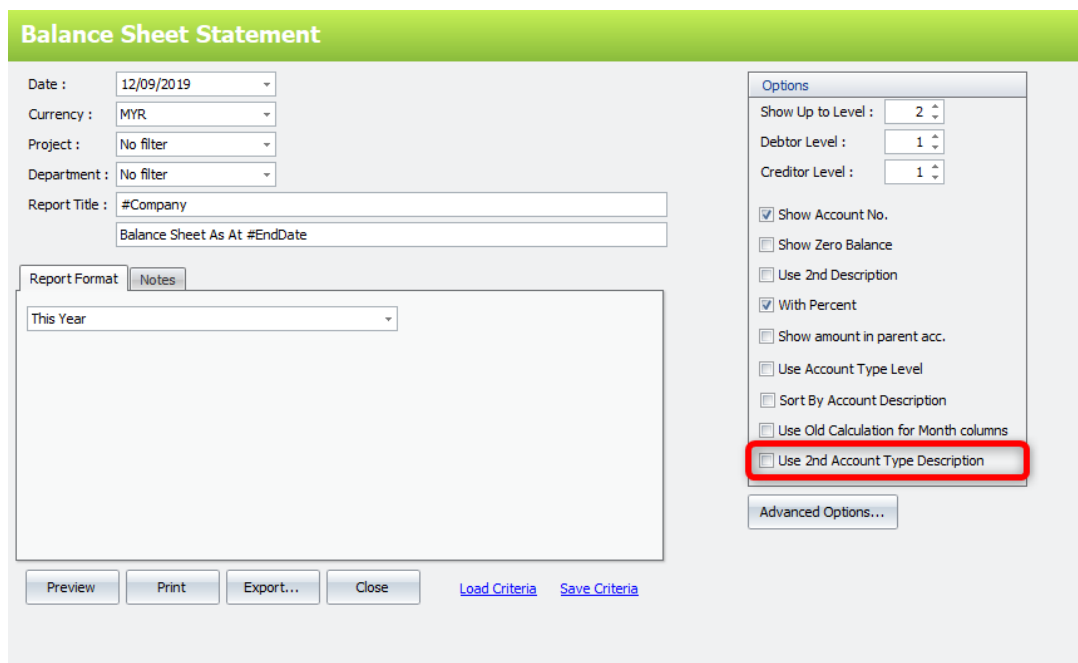 Balance Sheet Statement
Date :
12/09/2019
Currency :
MYR
Project :
No filter
Department :
No filter
Report Title :
#Company
Balance Sheet As At #EndDate
Report Format
Notes
This Year
Options
Show Up to Level :
2
Debtor Level :
1
Creditor Level :
1
Show Account No.
Show Zero Balance
Use 2nd Description
With Percent
Show amount in parent acc.
Use Account Type Level
Sort By Account Description
Use Old Calculation for Month columns
Use 2nd Account Type Description
Advanced Options...
Preview
Print
Export...
Close
Load Criteria
Save Criteria